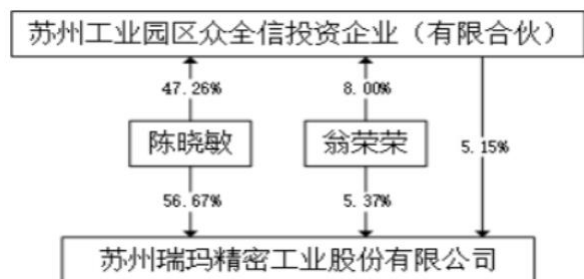 苏州工业园区众全信投资企业（有限合伙）
47.26%
8.00%
陈晓敏
翁荣荣
5.15%
56.67%
5.37%
苏州瑞玛精密工业股份有限公司